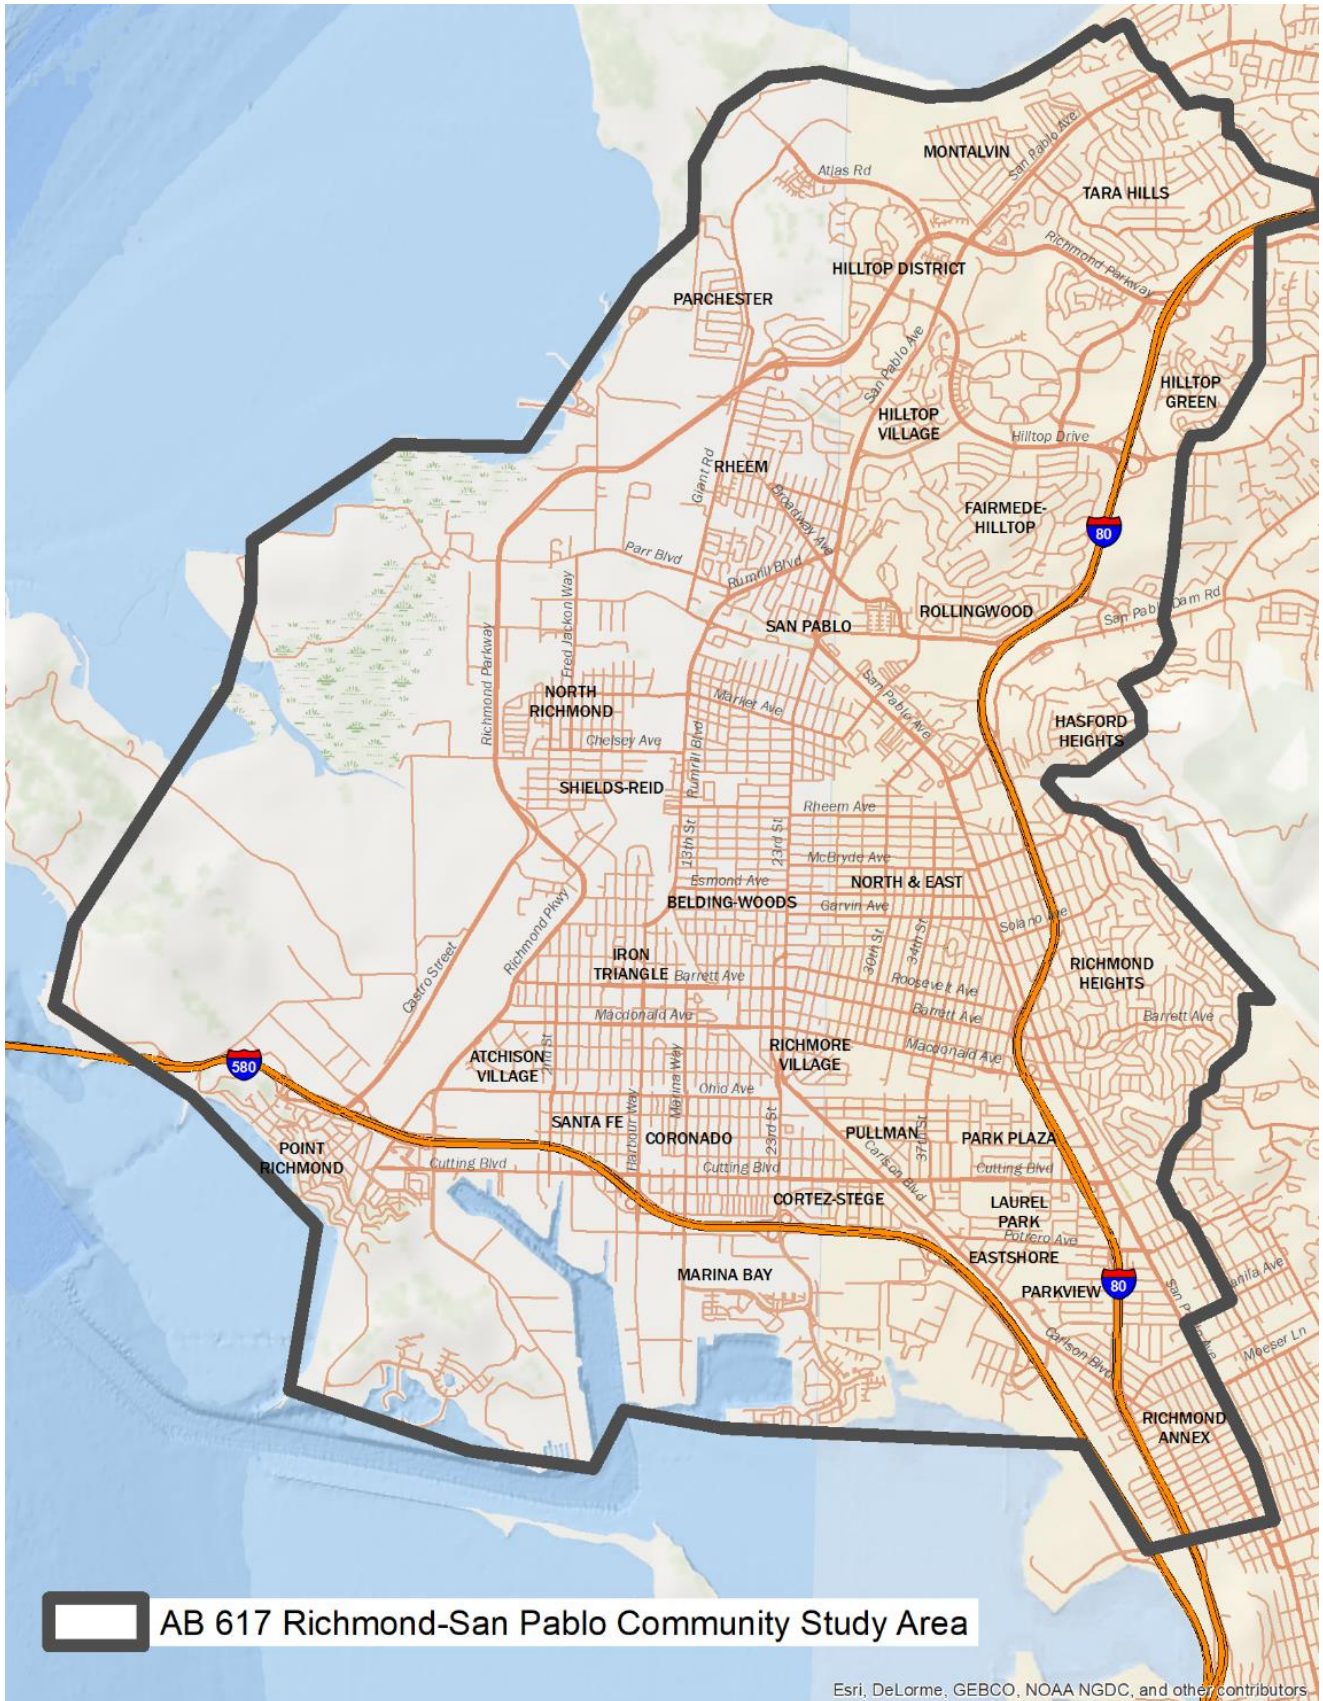 MONTALVIN
San Pablo Ave
Atlas Rd
TARA HILLS
Richmond Parkway
HILLTOP DISTRICT
PARCHESTER
San Pablo Ave
HILLTOP
GREEN
HILLTOP
VILLAGE
Hilltop Drive
RHEEM
Giant Rd
Broadway Ave
FAIRMEDE-
HILLTOP
80
Parr Blvd
Rumrill Blvd
Fred Jackon Way
ROLLINGWOOD
San Pablo Dam Rd
SAN PABLO
Richmond Parkway
NORTH
RICHMOND
Market Ave
San Pablo Ave
HASFORD
HEIGHTS
Chelsey Ave
Rumrill Blvd
SHIELDS-REID
Rheem Ave
13th St
23rd St
McBryde Ave
Esmond Ave
NORTH & EAST
BELDING-WOODS
Garvin Ave
Solano Ave
Richmond Pkwy
30th St
34th St
IRON
TRIANGLE
Barrett Ave
RICHMOND
HEIGHTS
Castro Street
Roosevelt Ave
Barrett Ave
Barrett Ave
Macdonald Ave
RICHMORE
VILLAGE
Macdonald Ave
580
ATCHISON
VILLAGE
2nd St
Marina Way
Ohio Ave
Harbour Way
SANTA FE
CORONADO
23rd St
PULLMAN
37th St
PARK PLAZA
POINT
RICHMOND
Cutting Blvd
Cutting Blvd
Carlson Blvd
Cutting Blvd
CORTEZ-STEGE
LAUREL
PARK
Potrero Ave
EASTSHORE
MARINA BAY
PARKVIEW
80
San Pablo Ave
Carlson Blvd
Moeser Ln
RICHMOND
ANNEX
AB 617 Richmond-San Pablo Community Study Area
Esri, DeLorme, GEBCO, NOAA NGDC, and other contributors